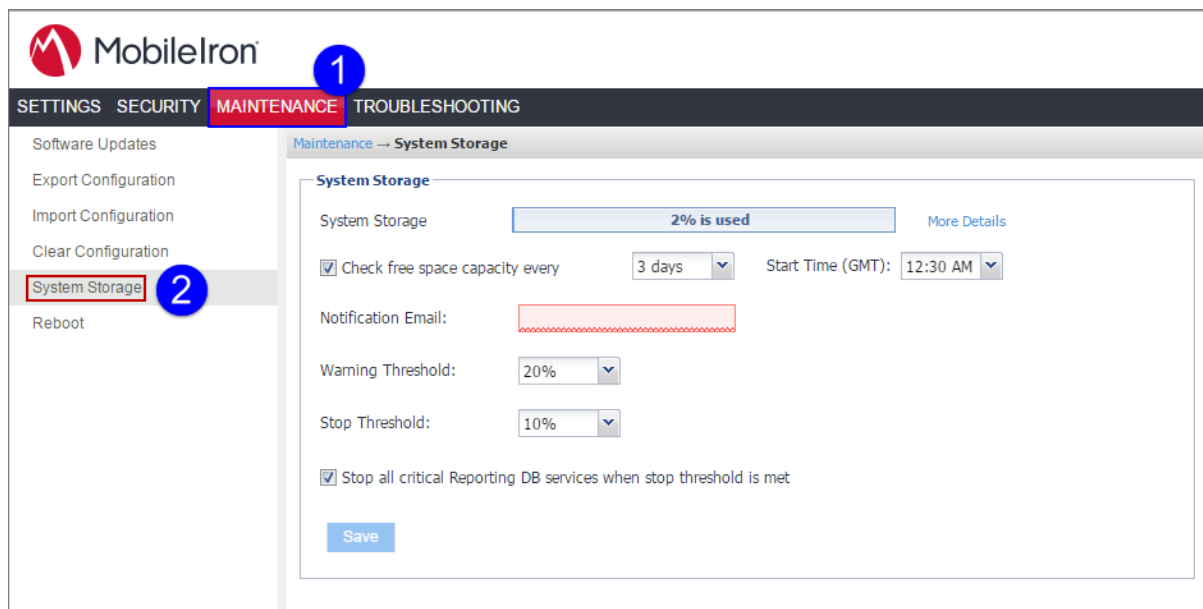 MobileIron
1
SETTINGS SECURITY MAINTENANCE TROUBLESHOOTING
Software Updates
Export Configuration
Import Configuration
Clear Configuration
System Storage 2
Reboot
Maintenance → System Storage
System Storage
System Storage 2% is used More Details
Check free space capacity every 3 days Start Time (GMT): 12:30 AM
Notification Email:
Warning Threshold: 20%
Stop Threshold: 10%
Stop all critical Reporting DB services when stop threshold is met
Save